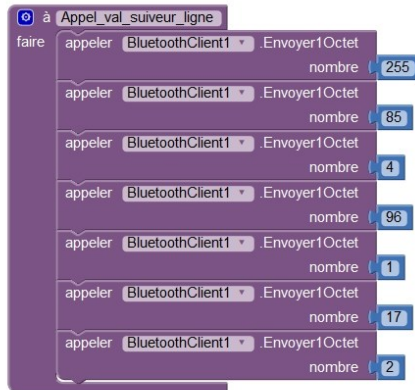 à Appel_val_suiveur_ligne
faire appeler BluetoothClient1 .Envoyer1Octet
nombre 255
appeler BluetoothClient1 .Envoyer1Octet
nombre 85
appeler BluetoothClient1 .Envoyer1Octet
nombre 4
appeler BluetoothClient1 .Envoyer1Octet
nombre 96
appeler BluetoothClient1 .Envoyer1Octet
nombre 1
appeler BluetoothClient1 .Envoyer1Octet
nombre 17
appeler BluetoothClient1 .Envoyer1Octet
nombre 2